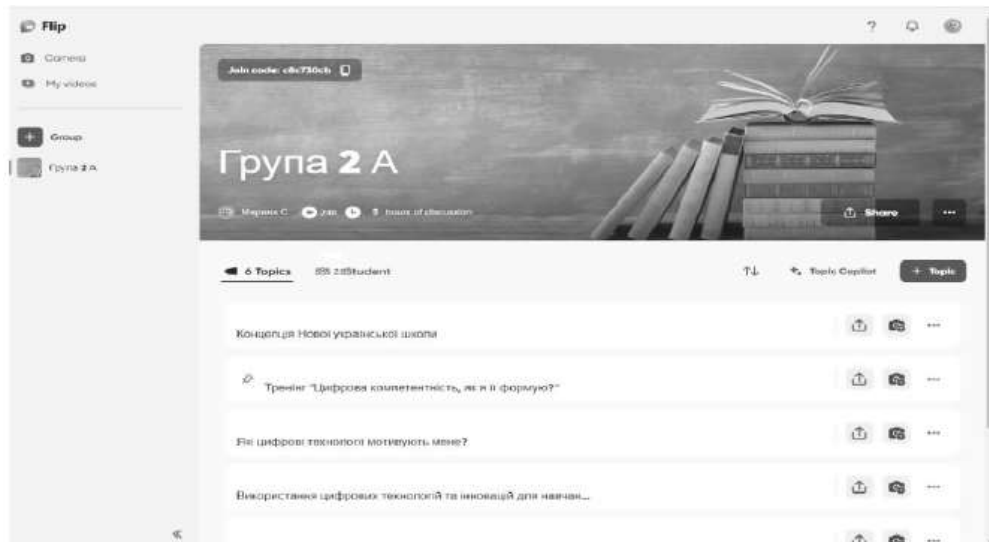 Flip
?
Camera
My videos
Join code: c8c730cb
Group
Група 2 А
Група 2 А
Марина С
hours of discussion
Share
6 Topics
Student
Topic Copilot
+ Topic
Концепція Нової української школи
Тренінг "Цифрова компетентність, як я її формую?"
Які цифрові технології мотивують мене?
Використання цифрових технологій та інновацій для навчан...